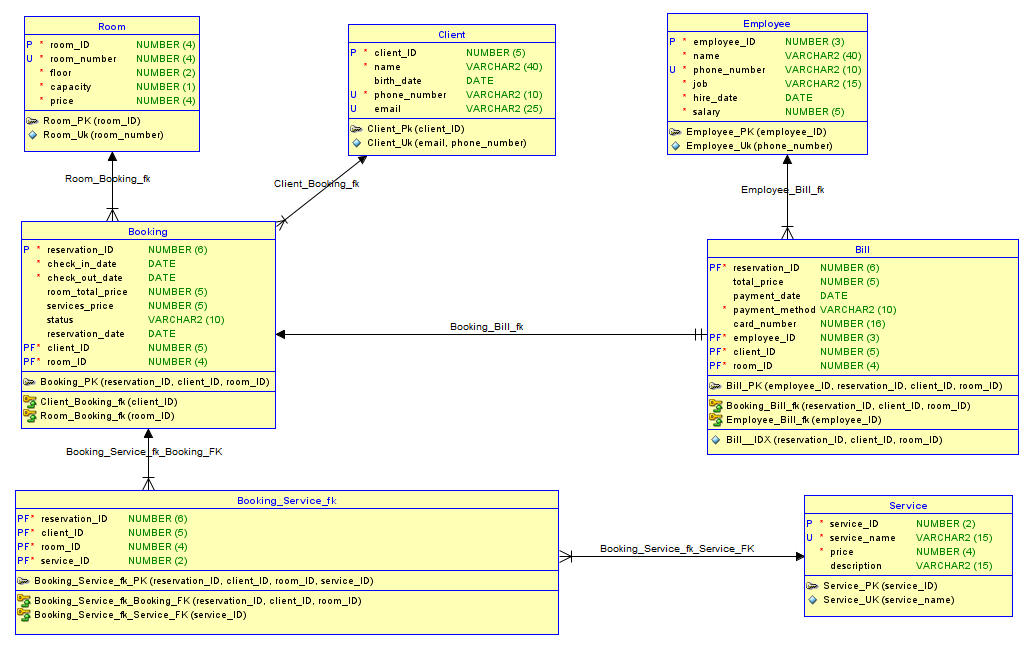 Room
P * room_ID NUMBER (4)
U * room_number NUMBER (4)
* floor NUMBER (2)
* capacity NUMBER (1)
* price NUMBER (4)
Room_PK (room_ID)
Room_Uk (room_number)
Client
P * client_ID NUMBER (5)
* name VARCHAR2 (40)
birth_date DATE
U * phone_number VARCHAR2 (10)
U email VARCHAR2 (25)
Client_Pk (client_ID)
Client_Uk (email, phone_number)
Employee
P * employee_ID NUMBER (3)
* name VARCHAR2 (40)
U * phone_number VARCHAR2 (10)
* job VARCHAR2 (15)
* hire_date DATE
* salary NUMBER (5)
Employee_PK (employee_ID)
Employee_Uk (phone_number)
Room_Booking_fk
Client_Booking_fk
Employee_Bill_fk
Booking
P * reservation_ID NUMBER (6)
* check_in_date DATE
* check_out_date DATE
room_total_price NUMBER (5)
services_price NUMBER (5)
status VARCHAR2 (10)
reservation_date DATE
PF* client_ID NUMBER (5)
PF* room_ID NUMBER (4)
Booking_PK (reservation_ID, client_ID, room_ID)
Client_Booking_fk (client_ID)
Room_Booking_fk (room_ID)
Booking_Bill_fk
Bill
PF* reservation_ID NUMBER (6)
total_price NUMBER (5)
payment_date DATE
* payment_method VARCHAR2 (10)
card_number NUMBER (16)
PF* employee_ID NUMBER (3)
PF* client_ID NUMBER (5)
PF* room_ID NUMBER (4)
Bill_PK (employee_ID, reservation_ID, client_ID, room_ID)
Booking_Bill_fk (reservation_ID, client_ID, room_ID)
Employee_Bill_fk (employee_ID)
Bill__IDX (reservation_ID, client_ID, room_ID)
Booking_Service_fk_Booking_FK
Booking_Service_fk
PF* reservation_ID NUMBER (6)
PF* client_ID NUMBER (5)
PF* room_ID NUMBER (4)
PF* service_ID NUMBER (2)
Booking_Service_fk_PK (reservation_ID, client_ID, room_ID, service_ID)
Booking_Service_fk_Booking_FK (reservation_ID, client_ID, room_ID)
Booking_Service_fk_Service_FK (service_ID)
Booking_Service_fk_Service_FK
Service
P * service_ID NUMBER (2)
U * service_name VARCHAR2 (15)
* price NUMBER (4)
description VARCHAR2 (15)
Service_PK (service_ID)
Service_UK (service_name)